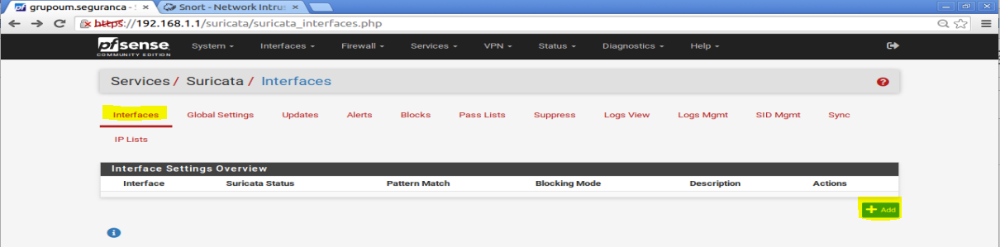 grupoum.seguranca - S
Snort - Network Intrus
https://192.168.1.1/suricata/suricata_interfaces.php
pfsense
COMMUNITY EDITION
System
Interfaces
Firewall
Services
VPN
Status
Diagnostics
Help
Services / Suricata / Interfaces
Interfaces Global Settings Updates Alerts Blocks Pass Lists Suppress Logs View Logs Mgmt SID Mgmt Sync
IP Lists
Interface Settings Overview
Interface Suricata Status Pattern Match Blocking Mode Description Actions
+ Add